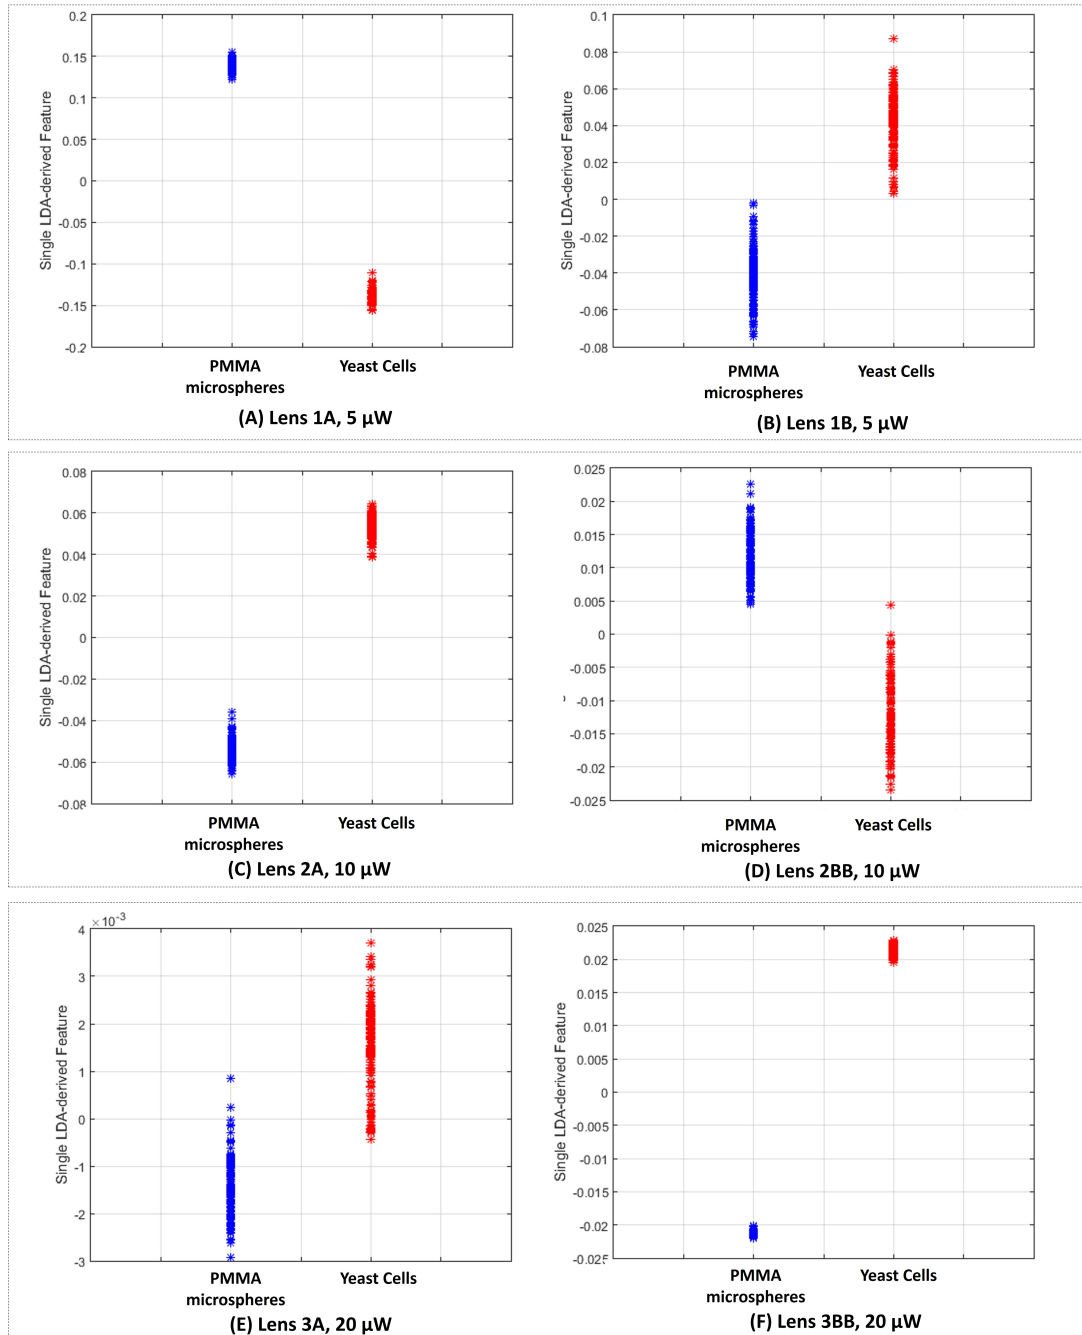 0.2
0.15
0.1
0.05
0
-0.05
-0.1
-0.15
-0.2
Single LDA-derived Feature
PMMA
microspheres
Yeast Cells
(A) Lens 1A, 5 µW
0.1
0.08
0.06
0.04
0.02
0
-0.02
-0.04
-0.06
-0.08
Single LDA-derived Feature
PMMA
microspheres
Yeast Cells
(B) Lens 1B, 5 µW
0.08
0.06
0.04
0.02
0
-0.02
-0.04
-0.06
-0.08
Single LDA-derived Feature
PMMA
microspheres
Yeast Cells
(C) Lens 2A, 10 µW
0.025
0.02
0.015
0.01
0.005
0
-0.005
-0.01
-0.015
-0.02
-0.025
PMMA
microspheres
Yeast Cells
(D) Lens 2BB, 10 µW
×10-3
4
3
2
1
0
-1
-2
-3
Single LDA-derived Feature
PMMA
microspheres
Yeast Cells
(E) Lens 3A, 20 µW
0.025
0.02
0.015
0.01
0.005
0
-0.005
-0.01
-0.015
-0.02
-0.025
Single LDA-derived Feature
PMMA
microspheres
Yeast Cells
(F) Lens 3BB, 20 µW